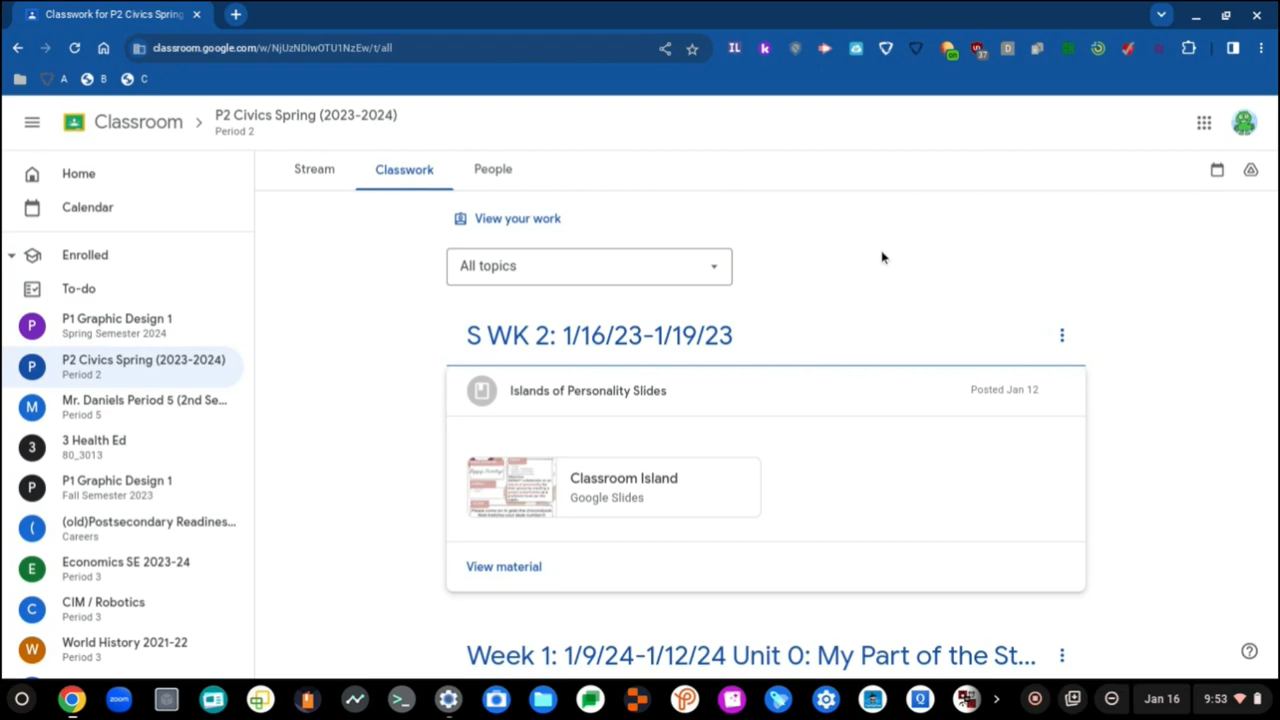 Classwork for P2 Civics Spring
classroom.google.com/w/NjUzNDIwOTU1NzEw/t/all
A B C
Classroom
P2 Civics Spring (2023-2024)
Period 2
Home
Calendar
Enrolled
To-do
P P1 Graphic Design 1
Spring Semester 2024
P P2 Civics Spring (2023-2024)
Period 2
M Mr. Daniels Period 5 (2nd Se...
Period 5
3 3 Health Ed
80_3013
P P1 Graphic Design 1
Fall Semester 2023
( (old)Postsecondary Readines...
Careers
E Economics SE 2023-24
Period 3
C CIM / Robotics
Period 3
W World History 2021-22
Period 3
Stream Classwork People
View your work
All topics
S WK 2: 1/16/23-1/19/23
Islands of Personality Slides Posted Jan 12
Classroom Island
Google Slides
View material
Week 1: 1/9/24-1/12/24 Unit 0: My Part of the St...
zoom
Jan 16 9:53